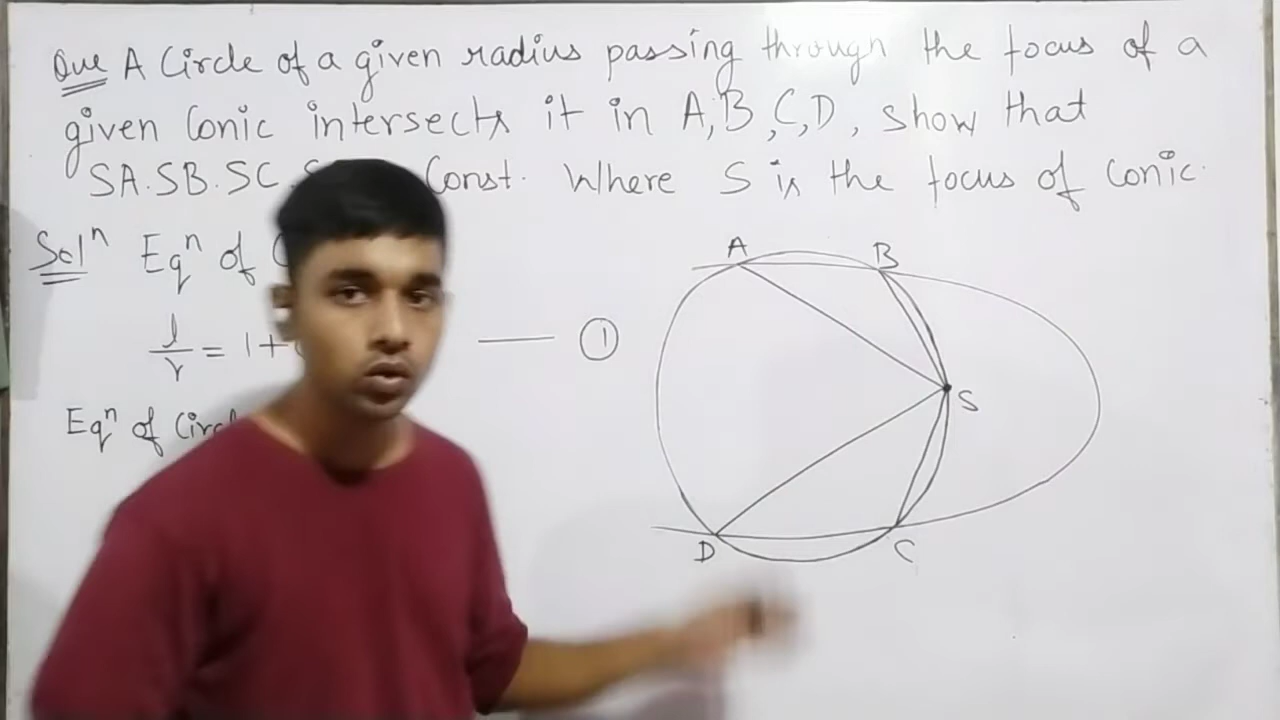 Que A Circle of a given radius passing through the focus of a
given Conic intersects it in A, B, C, D, show that
SA.SB.SC. Const. Where S is the focus of Conic.
Solⁿ Eqⁿ of
l/r = 1+ ①
Eqⁿ of Circ
A B
S
D C